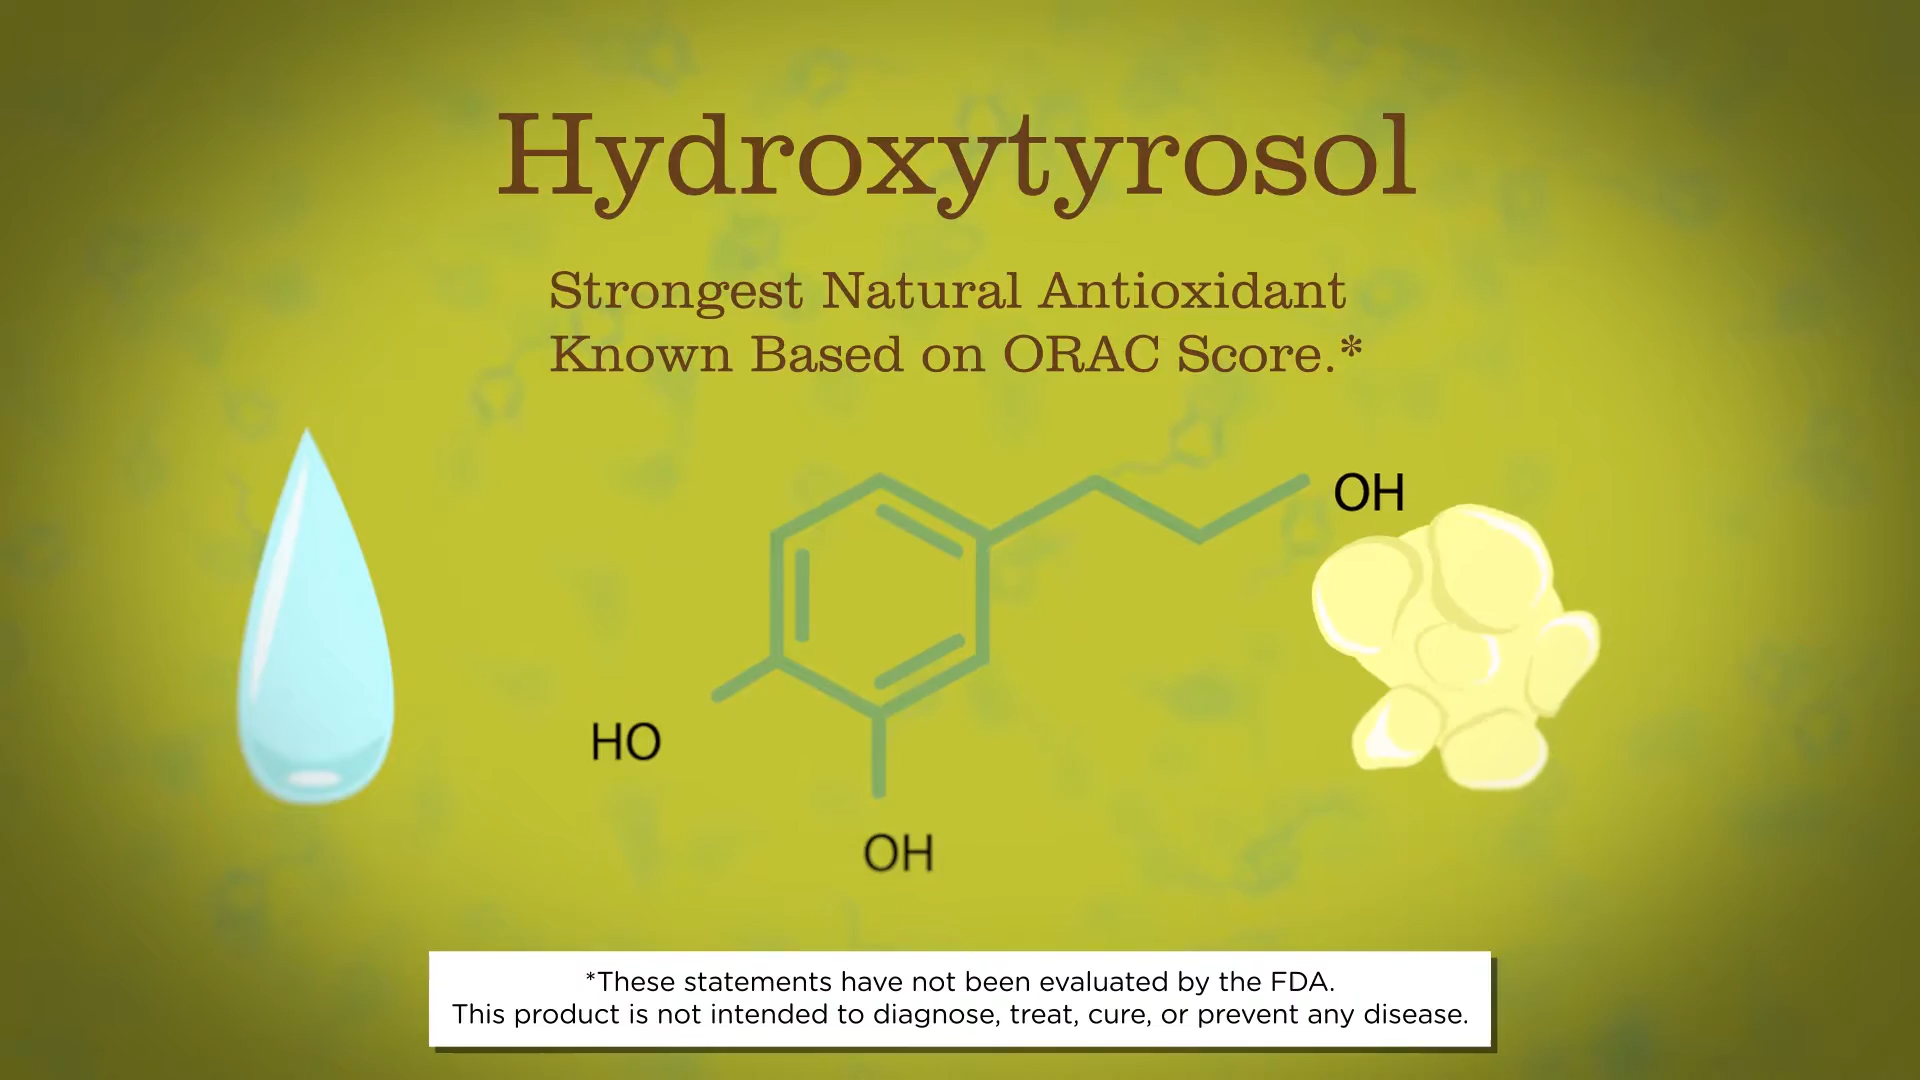 Hydroxytyrosol
Strongest Natural Antioxidant
Known Based on ORAC Score.*
OH
HO
OH
*These statements have not been evaluated by the FDA.
This product is not intended to diagnose, treat, cure, or prevent any disease.